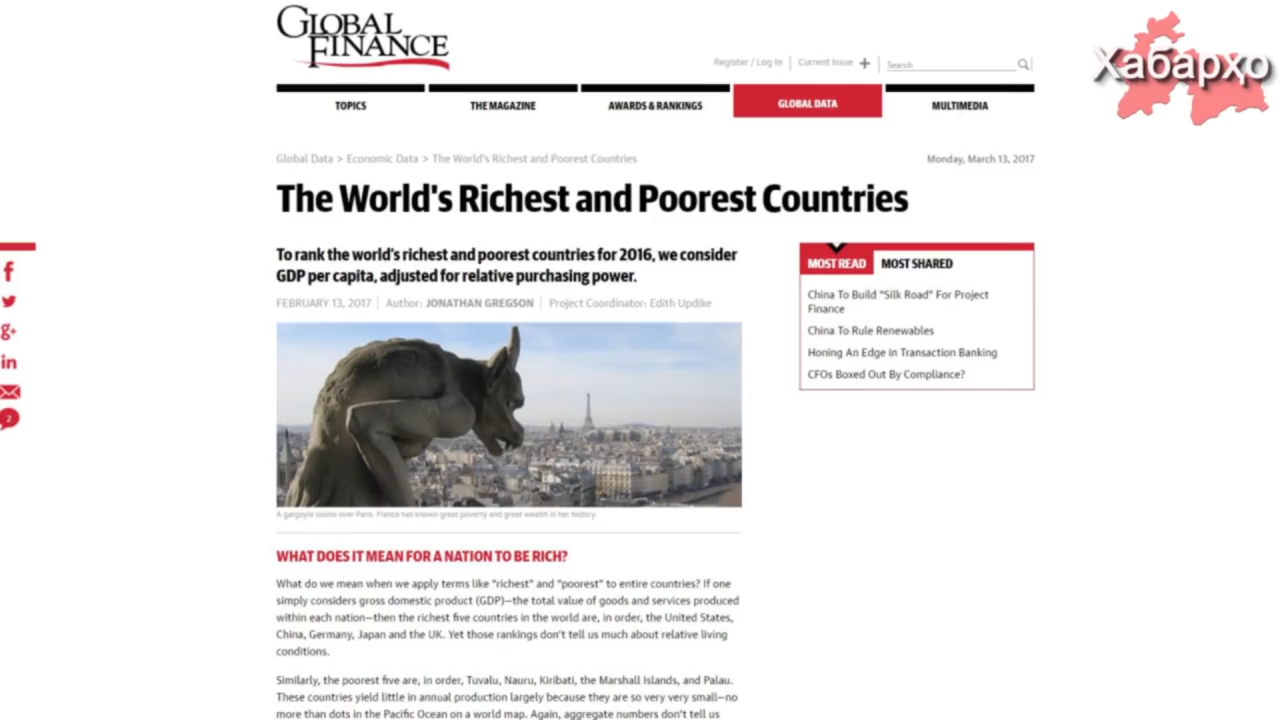 GLOBAL
FINANCE
Хабарҳо
Register / Log In | Current Issue
Search
TOPICS
THE MAGAZINE
AWARDS & RANKINGS
GLOBAL DATA
MULTIMEDIA
Global Data > Economic Data > The World's Richest and Poorest Countries
Monday, March 13, 2017
The World's Richest and Poorest Countries
To rank the world's richest and poorest countries for 2016, we consider
GDP per capita, adjusted for relative purchasing power.
FEBRUARY 13, 2017 | Author: JONATHAN GREGSON | Project Coordinator: Edith Updike
MOST READ
MOST SHARED
China To Build "Silk Road" For Project
Finance
China To Rule Renewables
Honing An Edge in Transaction Banking
CFOs Boxed Out By Compliance?
f
g+
in
2
A gargoyle looms over Paris. France has known great poverty and great wealth in her history.
WHAT DOES IT MEAN FOR A NATION TO BE RICH?
What do we mean when we apply terms like "richest" and "poorest" to entire countries? If one
simply considers gross domestic product (GDP)—the total value of goods and services produced
within each nation—then the richest five countries in the world are, in order, the United States,
China, Germany, Japan and the UK. Yet those rankings don't tell us much about relative living
conditions.
Similarly, the poorest five are, in order, Tuvalu, Nauru, Kiribati, the Marshall Islands, and Palau.
These countries yield little in annual production largely because they are so very very small—no
more than dots in the Pacific Ocean on a world map. Again, aggregate numbers don't tell us